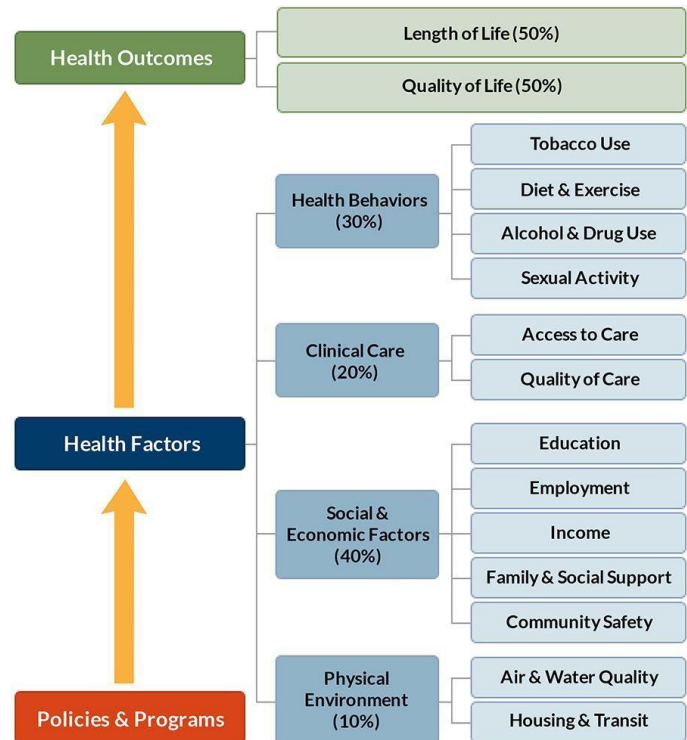 Health Outcomes
Length of Life (50%)
Quality of Life (50%)
Health Factors
Health Behaviors
(30%)
Tobacco Use
Diet & Exercise
Alcohol & Drug Use
Sexual Activity
Clinical Care
(20%)
Access to Care
Quality of Care
Social &
Economic Factors
(40%)
Education
Employment
Income
Family & Social Support
Community Safety
Physical
Environment
(10%)
Air & Water Quality
Housing & Transit
Policies & Programs